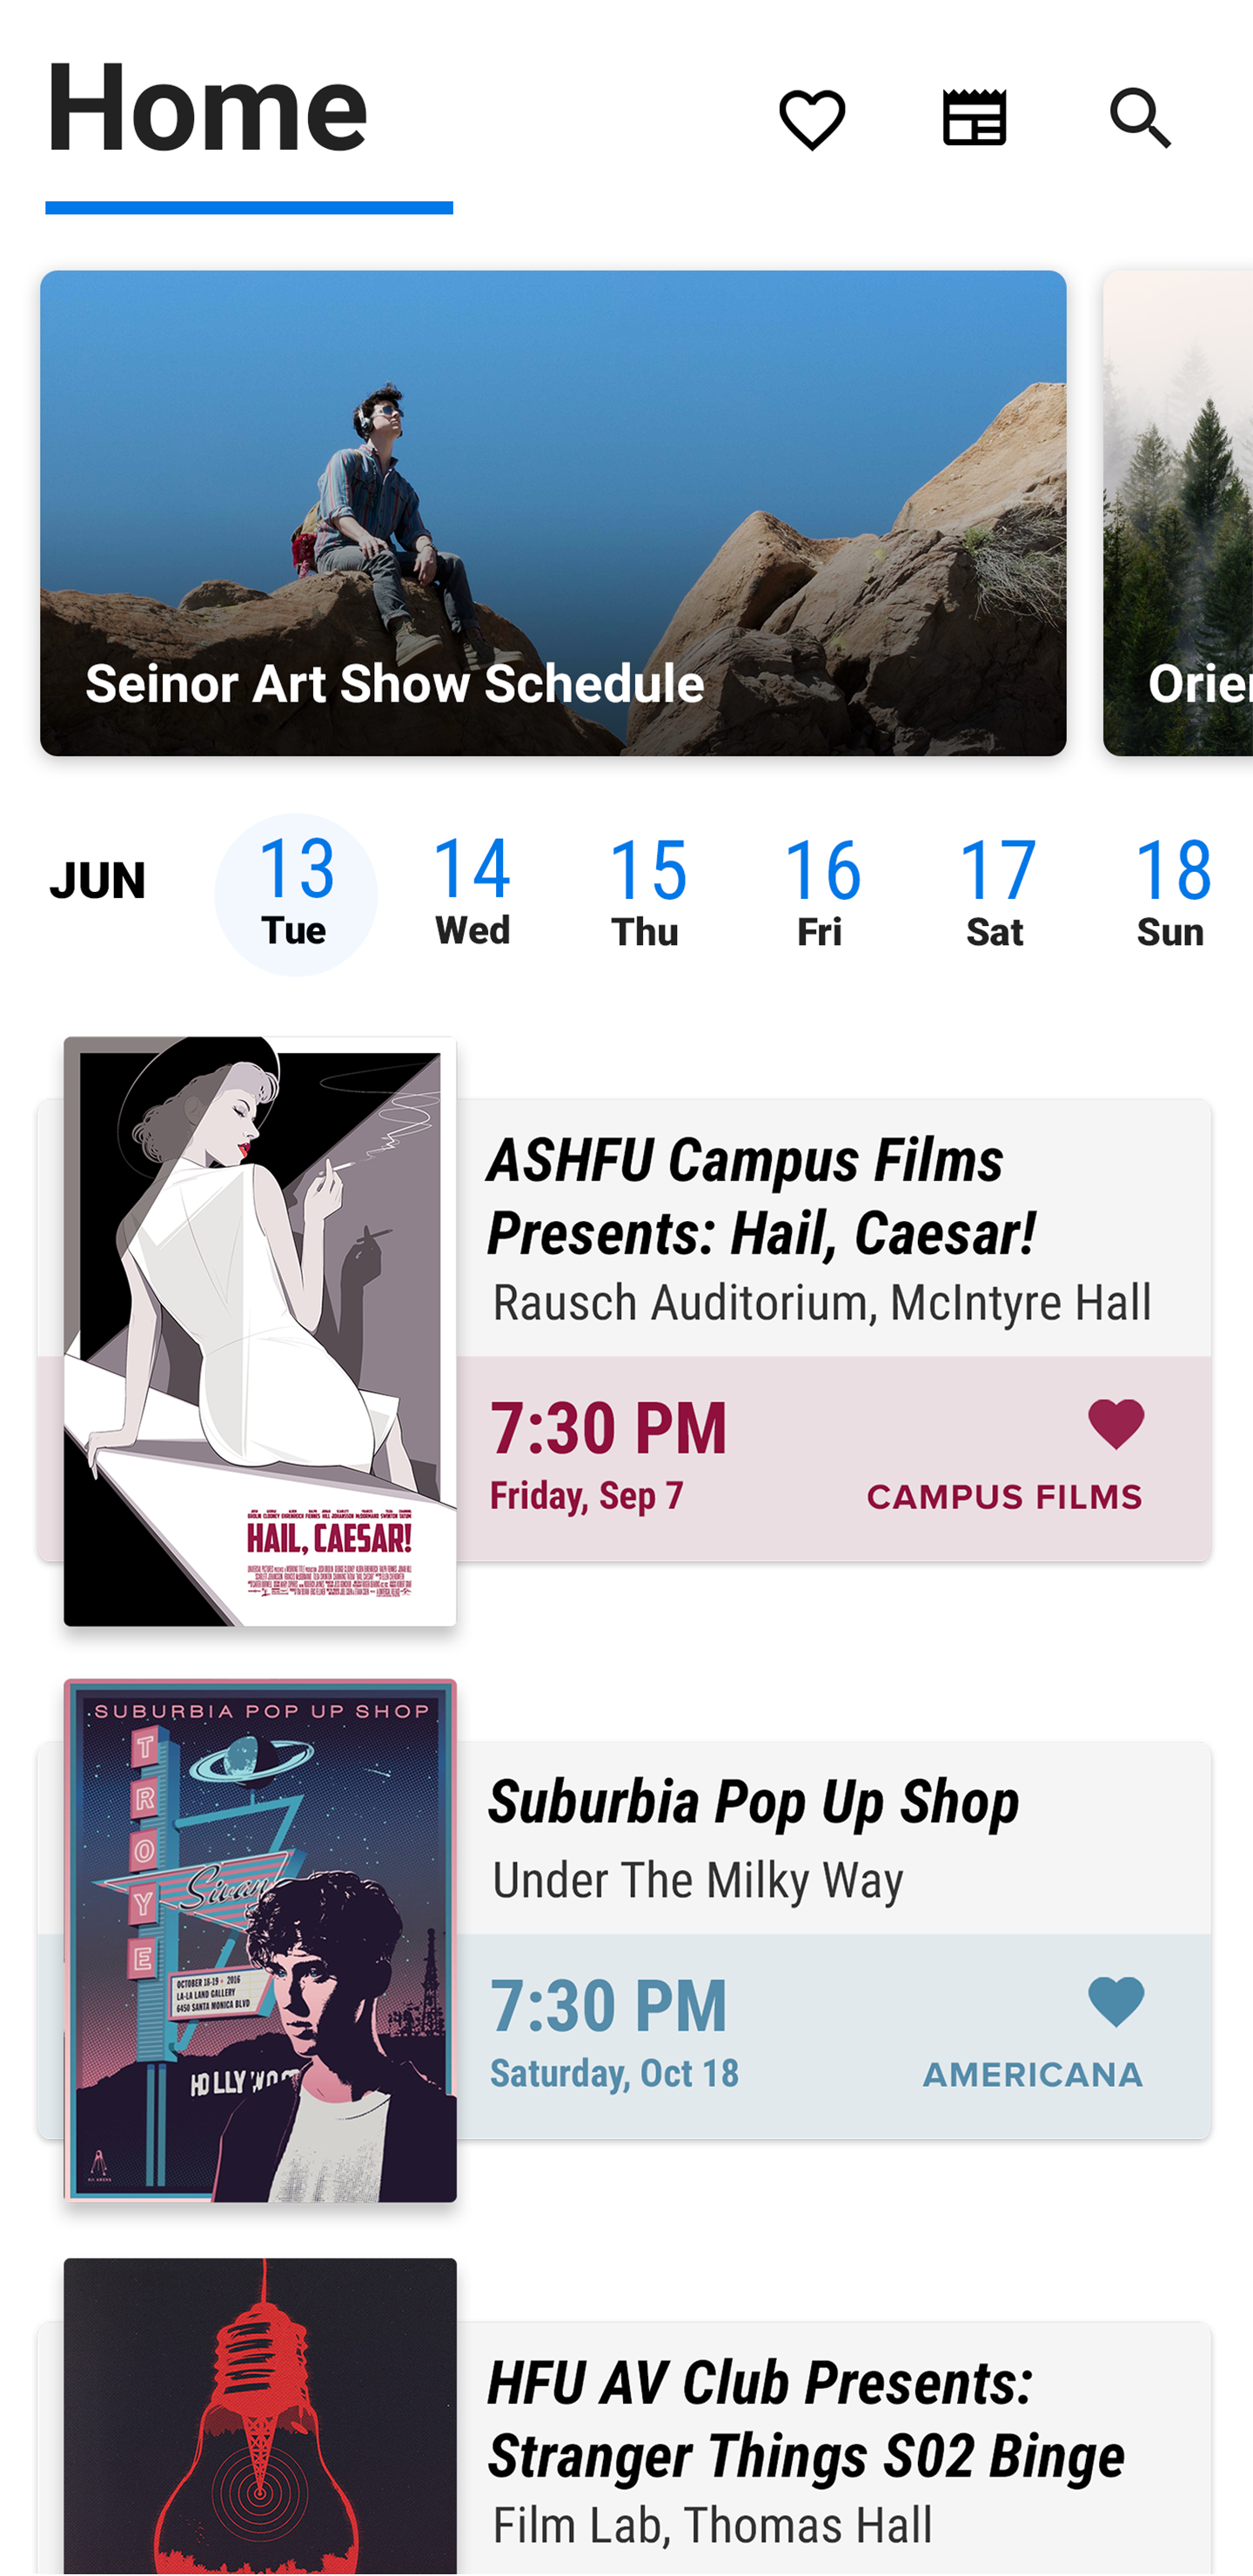 Home
Seinor Art Show Schedule
Orie
JUN
13 14 15 16 17 18
Tue Wed Thu Fri Sat Sun
ASHFU Campus Films
Presents: Hail, Caesar!
Rausch Auditorium, McIntyre Hall
7:30 PM
Friday, Sep 7
CAMPUS FILMS
HAIL, CAESAR!
SUBURBIA POP UP SHOP
TROYE
Sivan
OCTOBER 18-19 · 2016
LA-LA LAND GALLERY
6450 SANTA MONICA BLVD
HOLLYWOO
Suburbia Pop Up Shop
Under The Milky Way
7:30 PM
Saturday, Oct 18
AMERICANA
HFU AV Club Presents:
Stranger Things S02 Binge
Film Lab, Thomas Hall